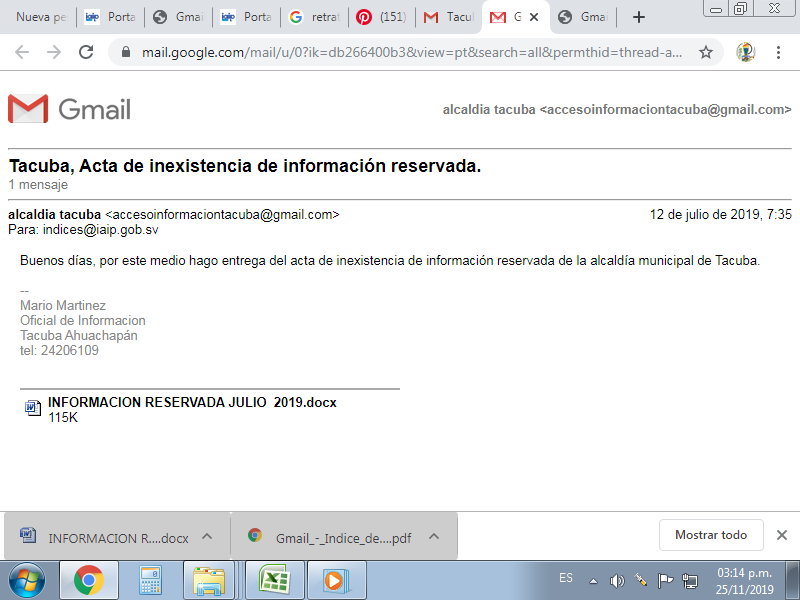 Nueva pe
Porta
Gmai
Porta
retrat
(151)
Tacu
G
Gmai
mail.google.com/mail/u/0?ik=db266400b3&view=pt&search=all&permthid=thread-a...
Gmail
alcaldia tacuba <accesoinformaciontacuba@gmail.com>
Tacuba, Acta de inexistencia de información reservada.
1 mensaje
alcaldia tacuba <accesoinformaciontacuba@gmail.com> 12 de julio de 2019, 7:35
Para: indices@iaip.gob.sv
Buenos días, por este medio hago entrega del acta de inexistencia de información reservada de la alcaldía municipal de Tacuba.
--
Mario Martinez
Oficial de Informacion
Tacuba Ahuachapán
tel: 24206109
INFORMACION RESERVADA JULIO 2019.docx
115K
INFORMACION R....docx
Gmail_-_Indice_de....pdf
Mostrar todo
ES
03:14 p.m.
25/11/2019